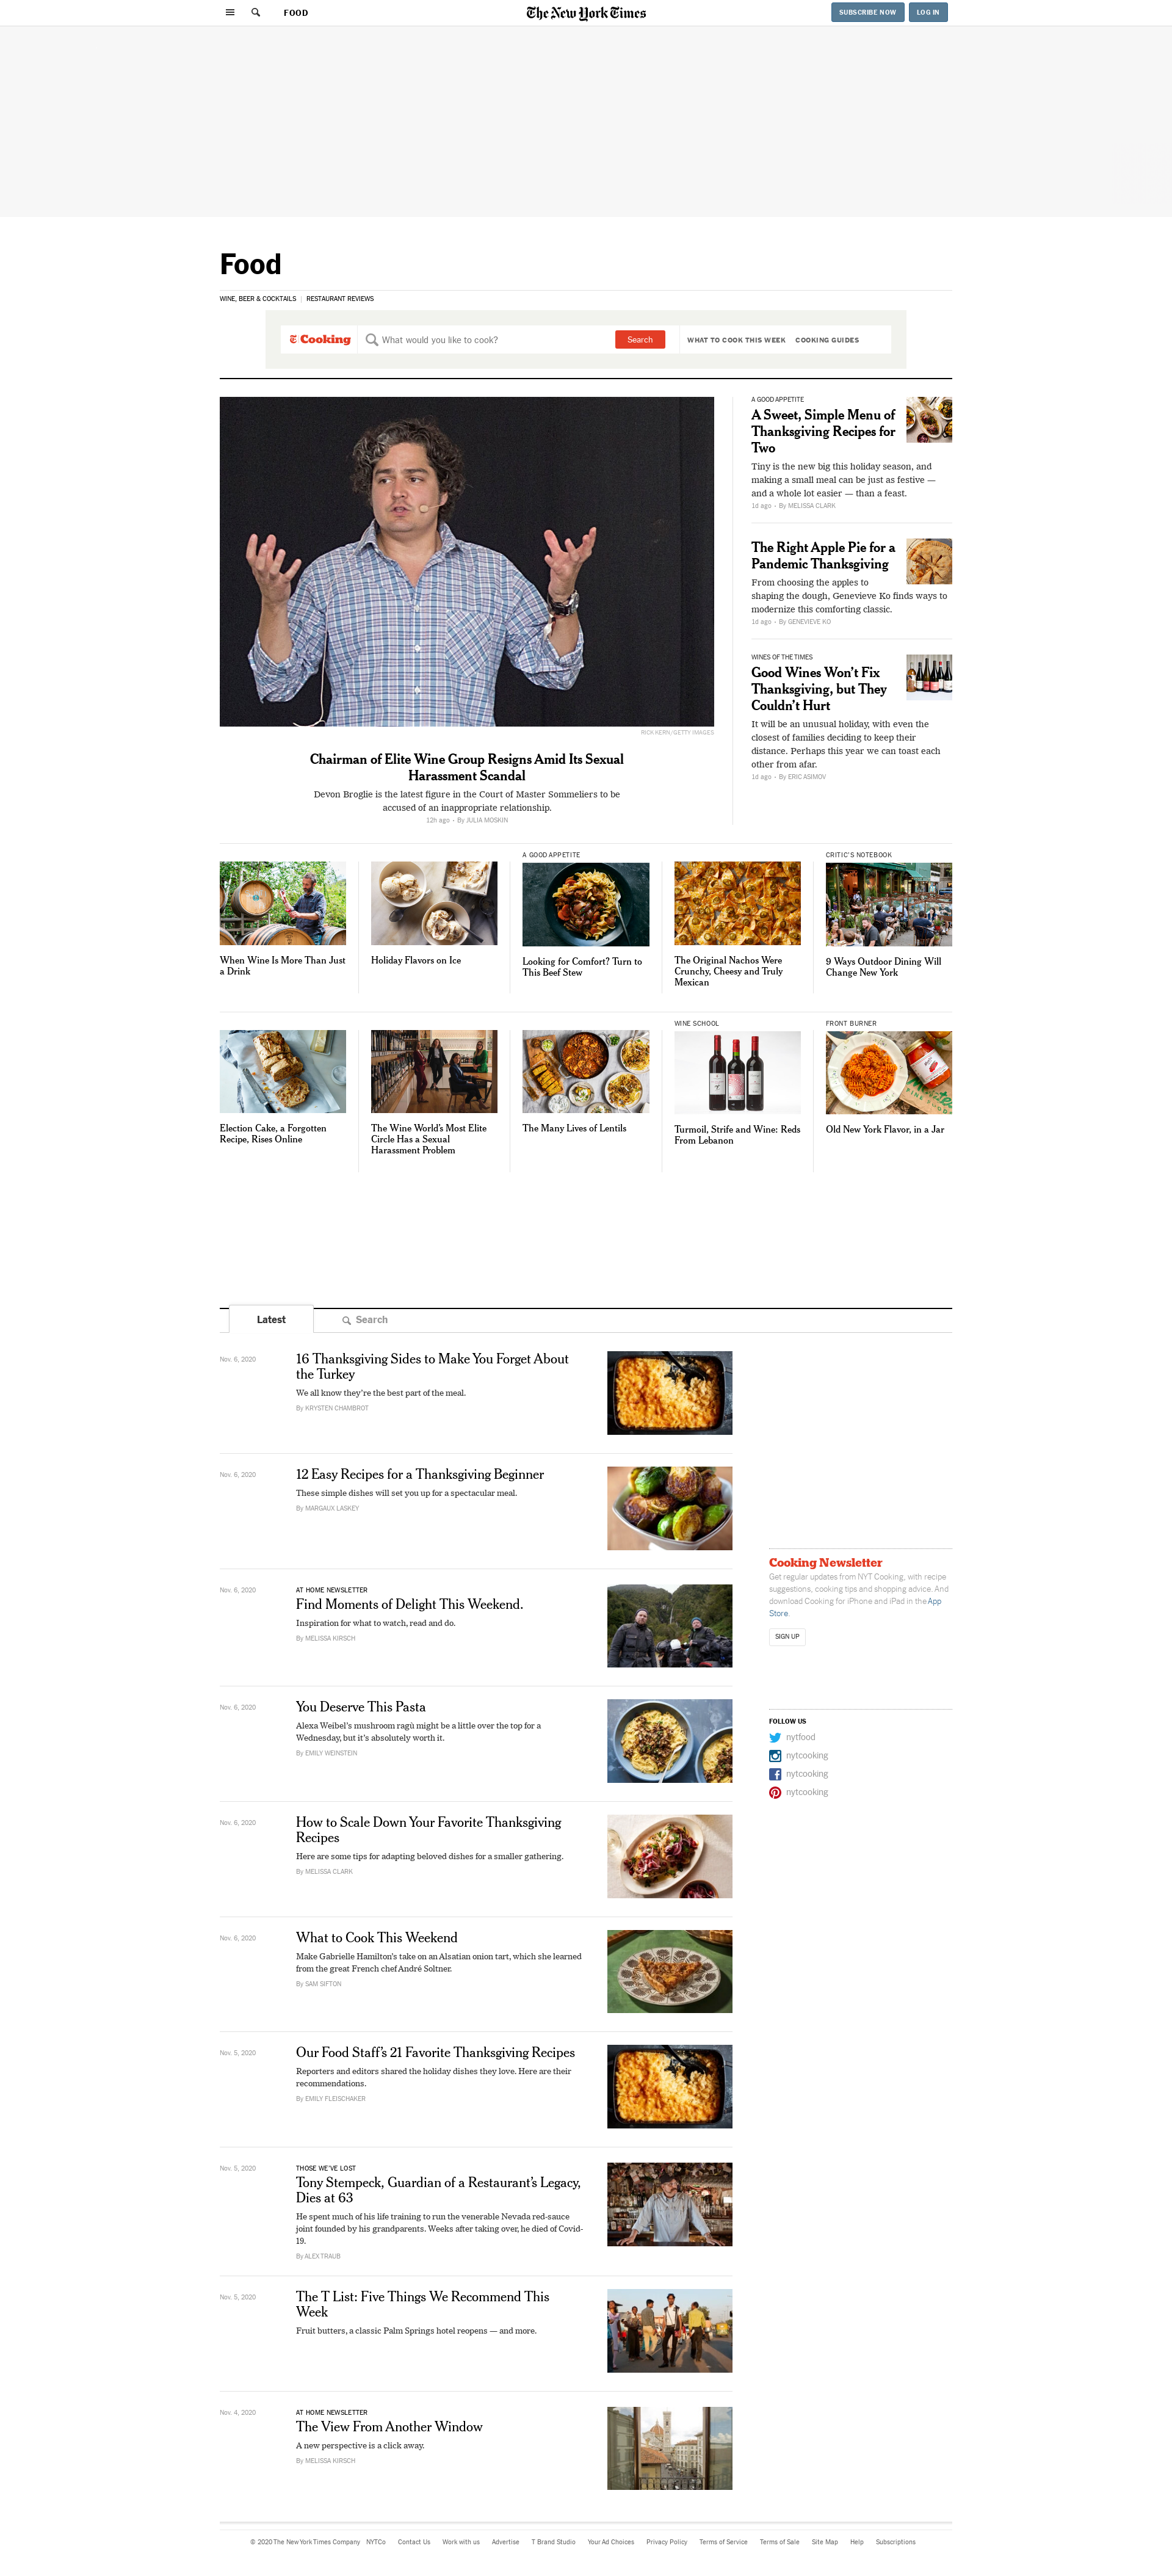 FOOD
The New York Times
SUBSCRIBE NOW
LOG IN
Food
WINE, BEER & COCKTAILS | RESTAURANT REVIEWS
T Cooking
What would you like to cook?
Search
WHAT TO COOK THIS WEEK
COOKING GUIDES
RICK KERN/GETTY IMAGES
Chairman of Elite Wine Group Resigns Amid Its Sexual
Harassment Scandal
Devon Broglie is the latest figure in the Court of Master Sommeliers to be
accused of an inappropriate relationship.
12h ago • By JULIA MOSKIN
A GOOD APPETITE
A Sweet, Simple Menu of
Thanksgiving Recipes for
Two
Tiny is the new big this holiday season, and
making a small meal can be just as festive —
and a whole lot easier — than a feast.
1d ago • By MELISSA CLARK
The Right Apple Pie for a
Pandemic Thanksgiving
From choosing the apples to
shaping the dough, Genevieve Ko finds ways to
modernize this comforting classic.
1d ago • By GENEVIEVE KO
WINES OF THE TIMES
Good Wines Won’t Fix
Thanksgiving, but They
Couldn’t Hurt
It will be an unusual holiday, with even the
closest of families deciding to keep their
distance. Perhaps this year we can toast each
other from afar.
1d ago • By ERIC ASIMOV
When Wine Is More Than Just
a Drink
Holiday Flavors on Ice
A GOOD APPETITE
Looking for Comfort? Turn to
This Beef Stew
The Original Nachos Were
Crunchy, Cheesy and Truly
Mexican
CRITIC'S NOTEBOOK
9 Ways Outdoor Dining Will
Change New York
Election Cake, a Forgotten
Recipe, Rises Online
The Wine World’s Most Elite
Circle Has a Sexual
Harassment Problem
The Many Lives of Lentils
WINE SCHOOL
Turmoil, Strife and Wine: Reds
From Lebanon
FRONT BURNER
Old New York Flavor, in a Jar
Latest
Search
Nov. 6, 2020
16 Thanksgiving Sides to Make You Forget About
the Turkey
We all know they’re the best part of the meal.
By KRYSTEN CHAMBROT
Nov. 6, 2020
12 Easy Recipes for a Thanksgiving Beginner
These simple dishes will set you up for a spectacular meal.
By MARGAUX LASKEY
Nov. 6, 2020
AT HOME NEWSLETTER
Find Moments of Delight This Weekend.
Inspiration for what to watch, read and do.
By MELISSA KIRSCH
Nov. 6, 2020
You Deserve This Pasta
Alexa Weibel’s mushroom ragù might be a little over the top for a
Wednesday, but it’s absolutely worth it.
By EMILY WEINSTEIN
Nov. 6, 2020
How to Scale Down Your Favorite Thanksgiving
Recipes
Here are some tips for adapting beloved dishes for a smaller gathering.
By MELISSA CLARK
Nov. 6, 2020
What to Cook This Weekend
Make Gabrielle Hamilton’s take on an Alsatian onion tart, which she learned
from the great French chef André Soltner.
By SAM SIFTON
Nov. 5, 2020
Our Food Staff’s 21 Favorite Thanksgiving Recipes
Reporters and editors shared the holiday dishes they love. Here are their
recommendations.
By EMILY FLEISCHAKER
Nov. 5, 2020
THOSE WE’VE LOST
Tony Stempeck, Guardian of a Restaurant’s Legacy,
Dies at 63
He spent much of his life training to run the venerable Nevada red-sauce
joint founded by his grandparents. Weeks after taking over, he died of Covid-
19.
By ALEX TRAUB
Nov. 5, 2020
The T List: Five Things We Recommend This
Week
Fruit butters, a classic Palm Springs hotel reopens — and more.
Nov. 4, 2020
AT HOME NEWSLETTER
The View From Another Window
A new perspective is a click away.
By MELISSA KIRSCH
Cooking Newsletter
Get regular updates from NYT Cooking, with recipe
suggestions, cooking tips and shopping advice. And
download Cooking for iPhone and iPad in the App
Store.
SIGN UP
FOLLOW US
nytfood
nytcooking
nytcooking
nytcooking
© 2020 The New York Times Company NYTCo Contact Us Work with us Advertise T Brand Studio Your Ad Choices Privacy Policy Terms of Service Terms of Sale Site Map Help Subscriptions